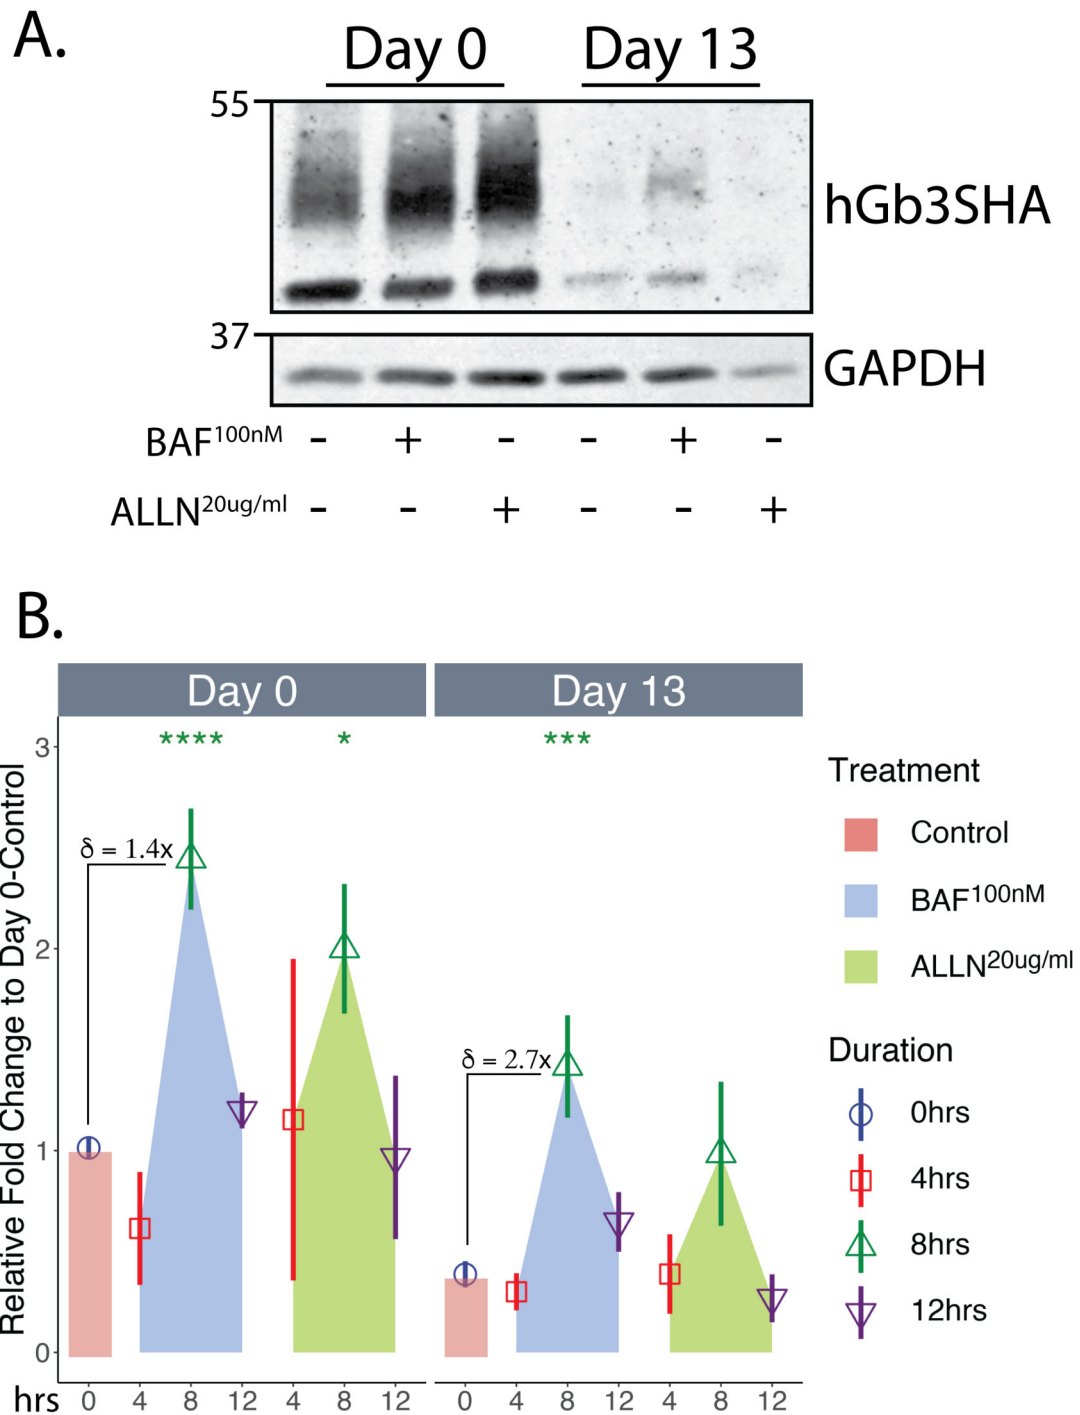 A.
Day 0 Day 13
55
hGb3SHA
37
GAPDH
BAF100nM - + - - + -
ALLN20ug/ml - - + - - +
B.
Day 0 Day 13
**** * ***
3
2
1
0
Relative Fold Change to Day 0-Control
δ = 1.4x
δ = 2.7x
hrs 0 4 8 12 4 8 12 0 4 8 12 4 8 12
Treatment
Control
BAF100nM
ALLN20ug/ml
Duration
0hrs
4hrs
8hrs
12hrs